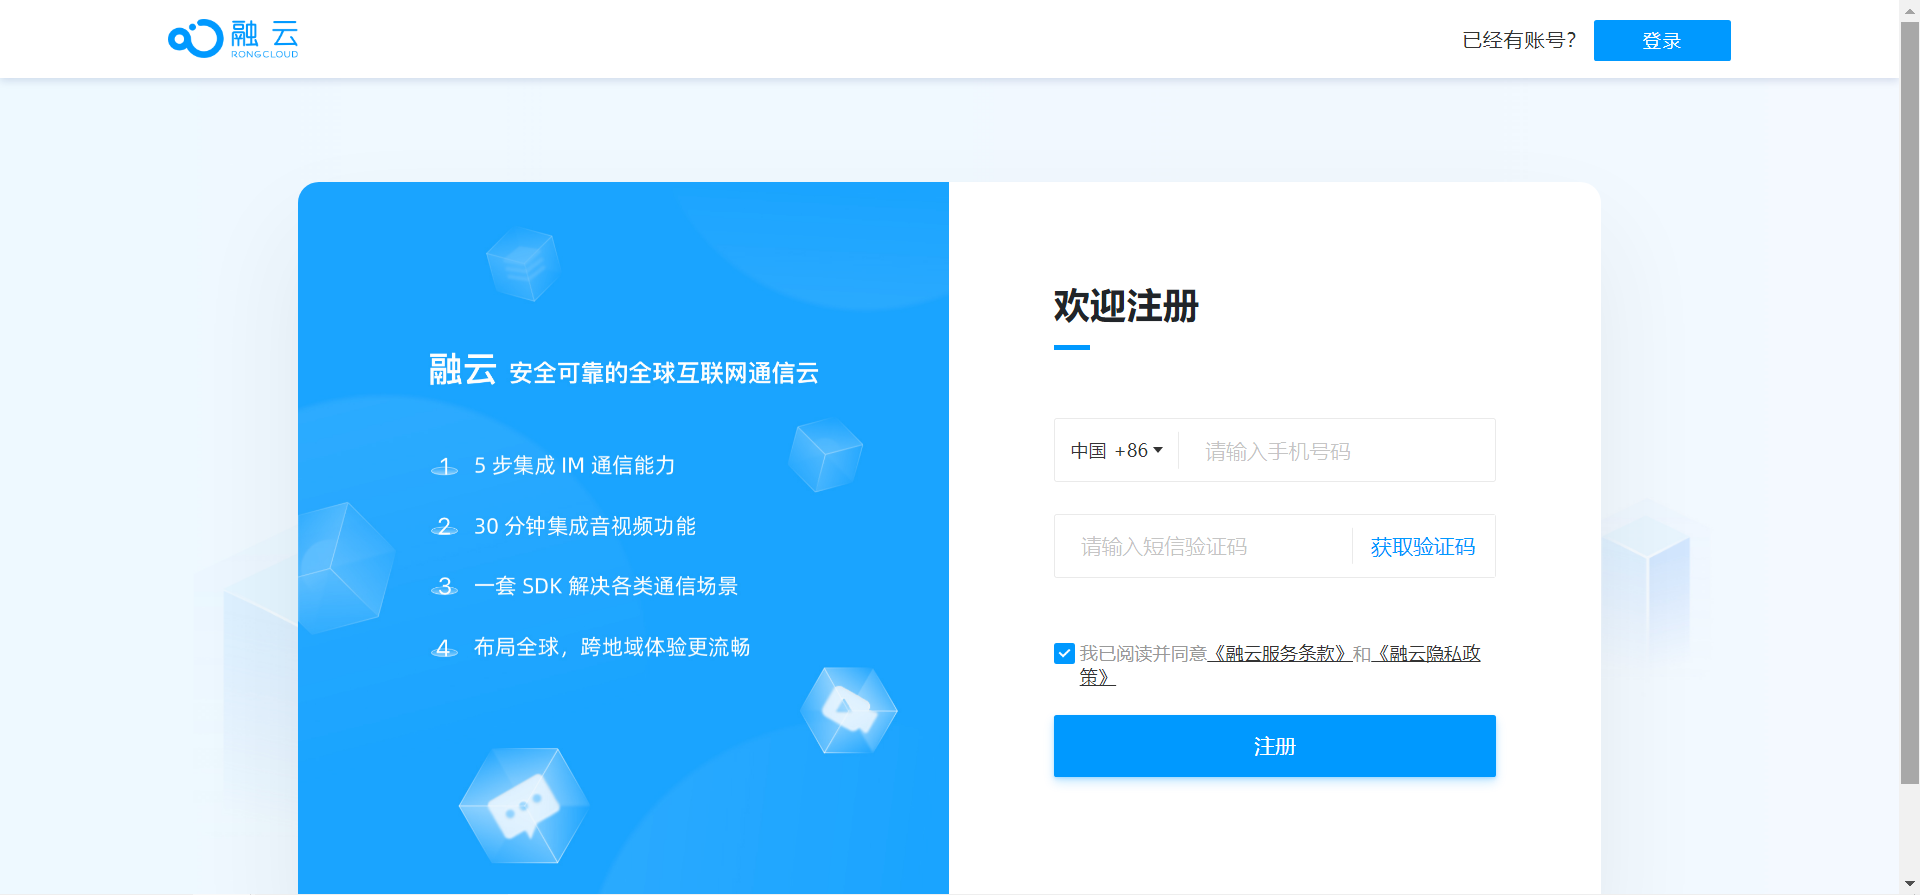 融云
RONGCLOUD
已经有账号？
登录
融云 安全可靠的全球互联网通信云
1 5 步集成 IM 通信能力
2 30 分钟集成音视频功能
3 一套 SDK 解决各类通信场景
4 布局全球，跨地域体验更流畅
欢迎注册
中国 +86
请输入手机号码
请输入短信验证码
获取验证码
我已阅读并同意《融云服务条款》和《融云隐私政
策》
注册